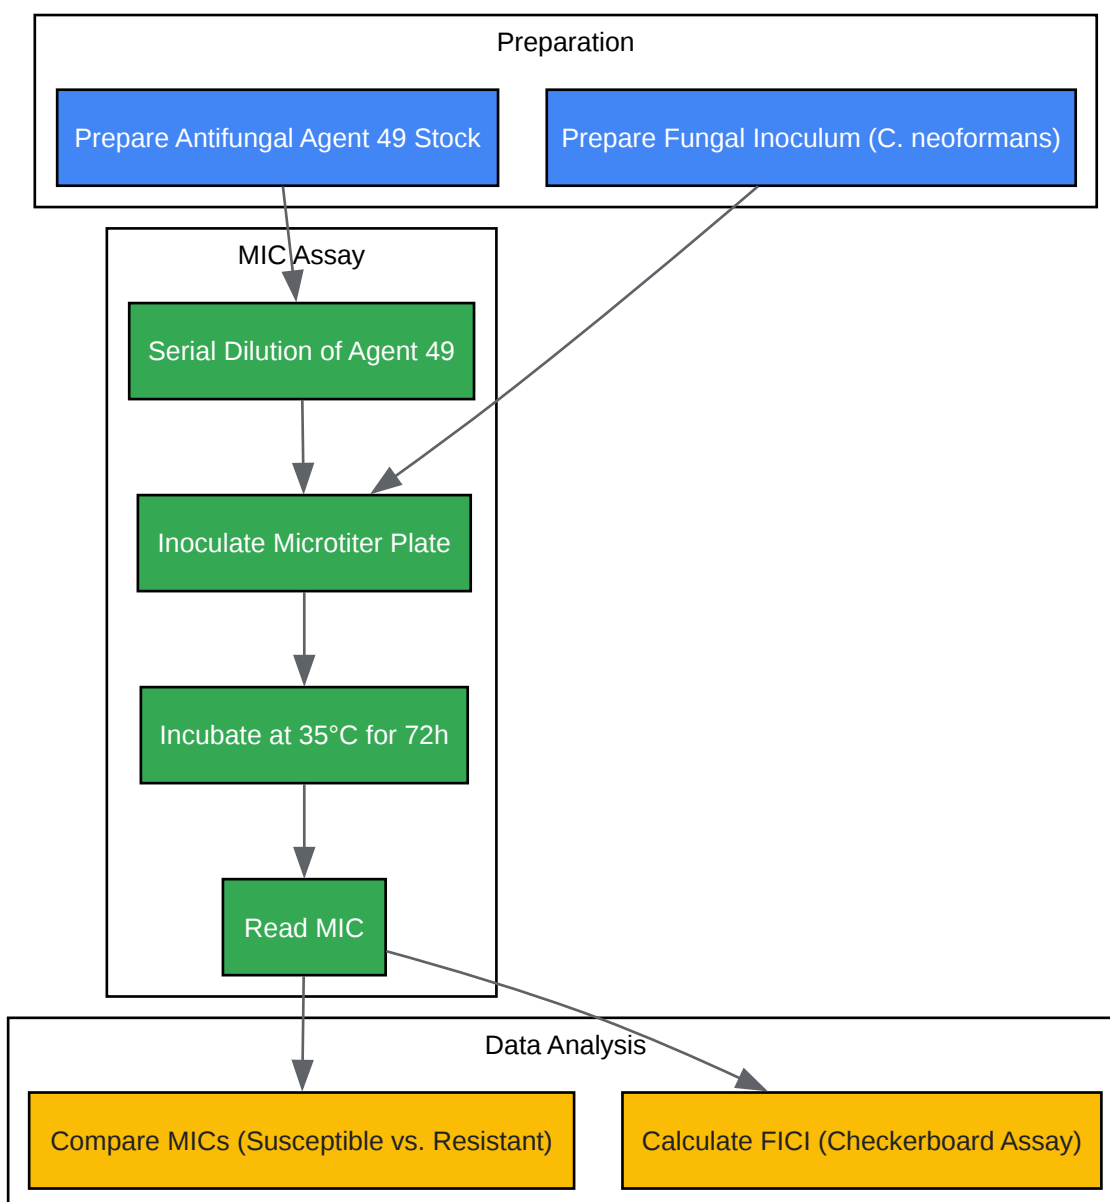 Preparation
Prepare Antifungal Agent 49 Stock
Prepare Fungal Inoculum (C. neoformans)
MIC Assay
Serial Dilution of Agent 49
Inoculate Microtiter Plate
Incubate at 35°C for 72h
Read MIC
Data Analysis
Compare MICs (Susceptible vs. Resistant)
Calculate FICI (Checkerboard Assay)